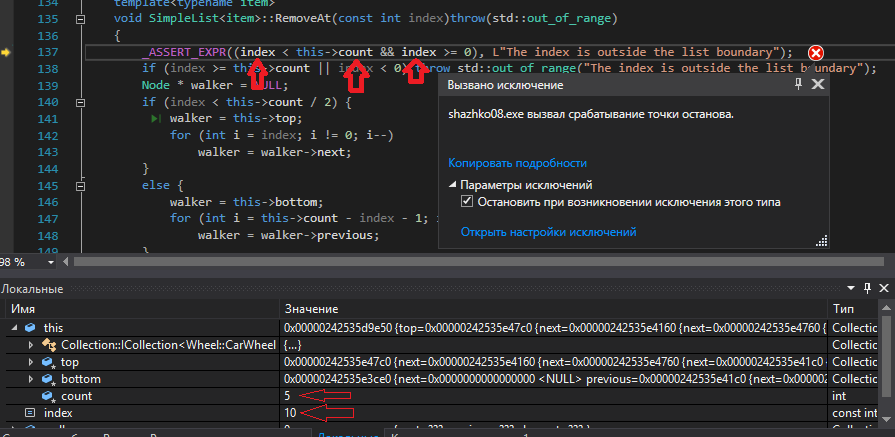 134 template<typename item>
135 void SimpleList<item>::RemoveAt(const int index)throw(std::out_of_range)
136 {
137 _ASSERT_EXPR((index < this->count && index >= 0), L"The index is outside the list boundary");
138 if (index >= this->count || index < 0) throw std::out_of_range("The index is outside the list boundary");
139 Node * walker = NULL;
140 if (index < this->count / 2) {
141 walker = this->top;
142 for (int i = index; i != 0; i--)
143 walker = walker->next;
144 }
145 else {
146 walker = this->bottom;
147 for (int i = this->count - index - 1;
148 walker = walker->previous;
149 }
Вызвано исключение
shazhko08.exe вызвал срабатывание точки останова.
Копировать подробности
Параметры исключений
Остановить при возникновении исключения этого типа
Открыть настройки исключений
98 %
Локальные
Имя Значение Тип
this 0x00000242535d9e50 {top=0x00000242535e47c0 {next=0x00000242535e4160 {next=0x00000242535e4760 { Collection
Collection::ICollection<Wheel::CarWheel {...} Collection
top 0x00000242535e47c0 {next=0x00000242535e4160 {next=0x00000242535e4760 {next=0x00000242535e41c0 { Collection
bottom 0x00000242535e3ce0 {next=0x0000000000000000 <NULL> previous=0x00000242535e41c0 {next=0x0000024 Collection
count 5 int
index 10 const int